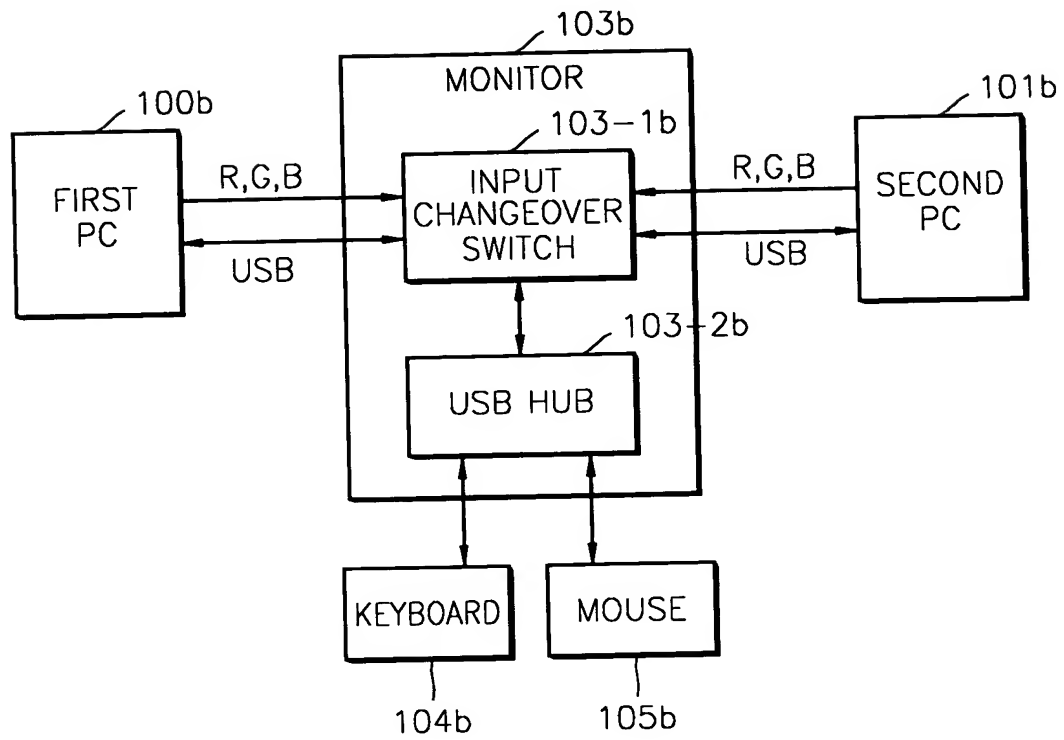 103b
MONITOR
100b
101b
103-1b
FIRST
PC
R,G,B
USB
INPUT
CHANGEOVER
SWITCH
R,G,B
USB
SECOND
PC
103-2b
USB HUB
KEYBOARD
MOUSE
104b
105b